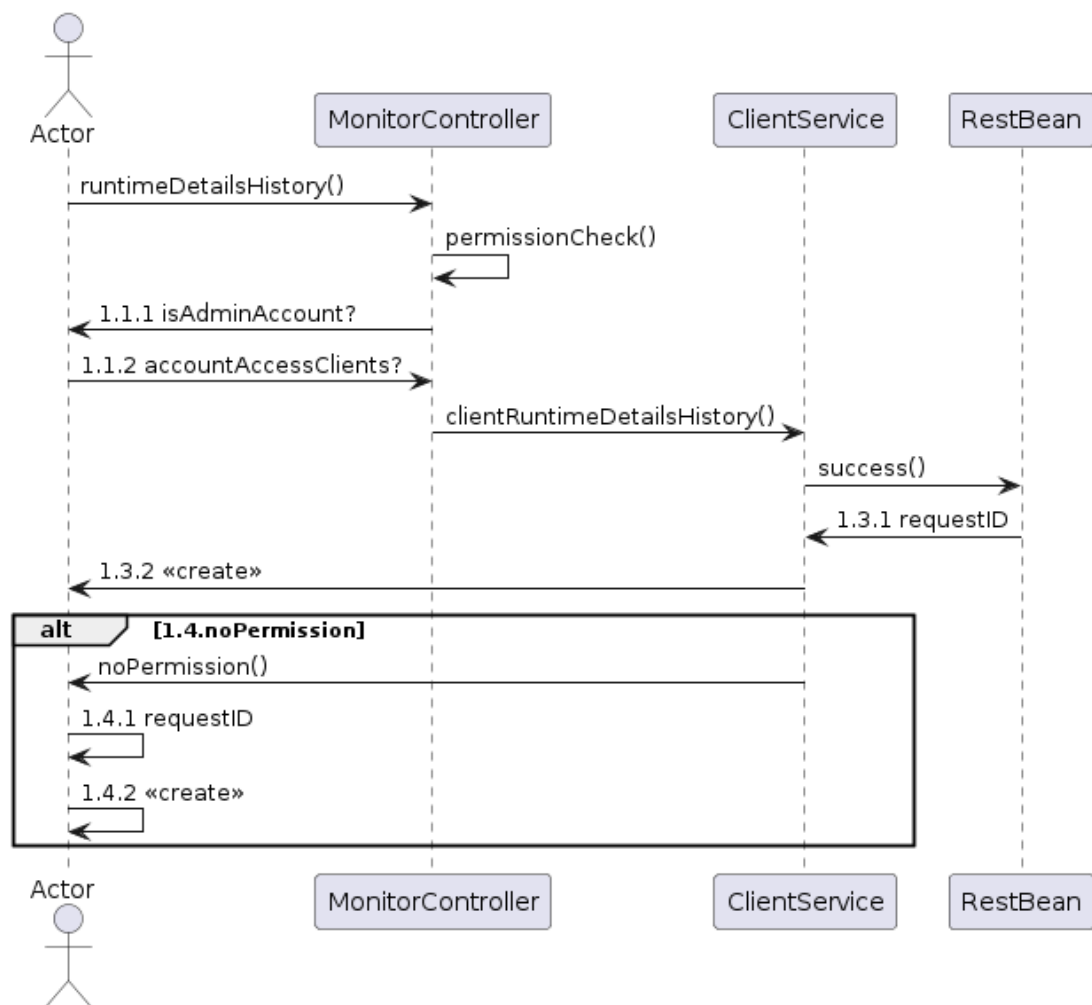 Actor
MonitorController
ClientService
RestBean
runtimeDetailsHistory()
permissionCheck()
1.1.1 isAdminAccount?
1.1.2 accountAccessClients?
clientRuntimeDetailsHistory()
success()
1.3.1 requestID
1.3.2 «create»
alt [1.4.noPermission]
noPermission()
1.4.1 requestID
1.4.2 «create»
Actor
MonitorController
ClientService
RestBean